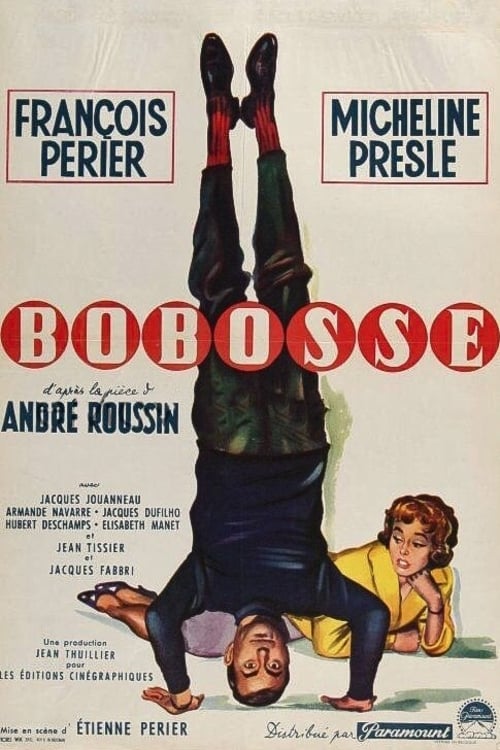 FRANÇOIS
PERIER
MICHELINE
PRESLE
BOBOSSE
d'après la pièce d
ANDRÉ ROUSSIN
avec
JACQUES JOUANNEAU
ARMANDE NAVARRE • JACQUES DUFILHO
HUBERT DESCHAMPS • ELISABETH MANET
et
JEAN TISSIER
et
JACQUES FABBRI
Une production
JEAN THUILLIER
pour
LES ÉDITIONS CINÉGRAPHIQUES
Mise en scène d' ÉTIENNE PERIER
Distribué par Paramount
Paramount